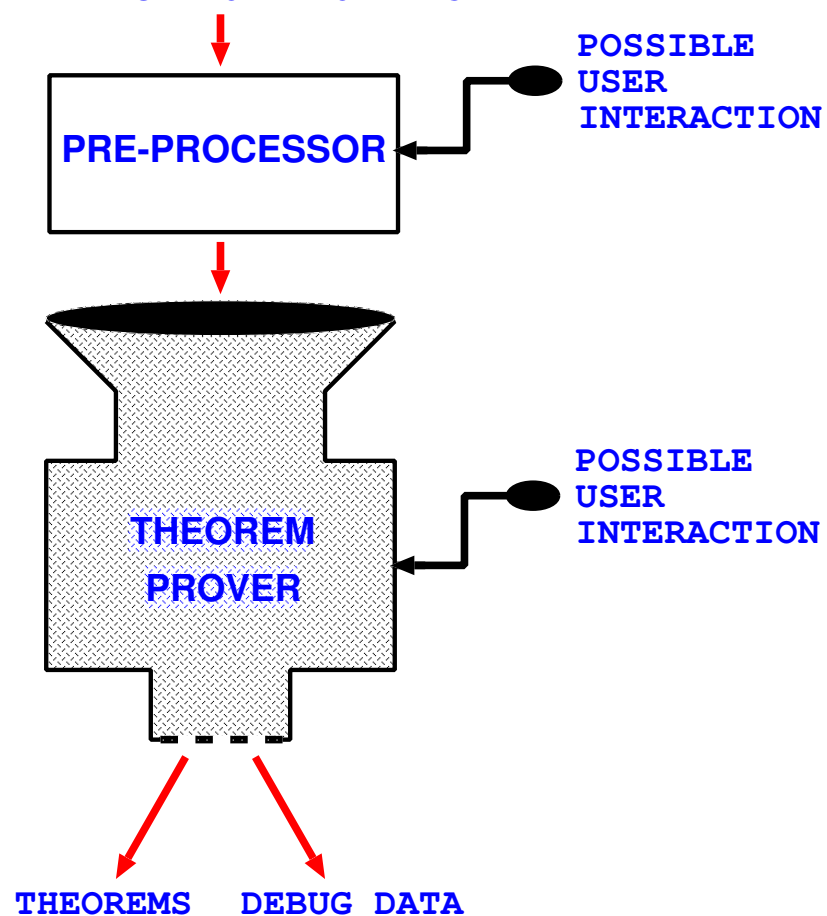 POSSIBLE
USER
INTERACTION
PRE-PROCESSOR
POSSIBLE
USER
INTERACTION
THEOREM
PROVER
THEOREMS DEBUG DATA